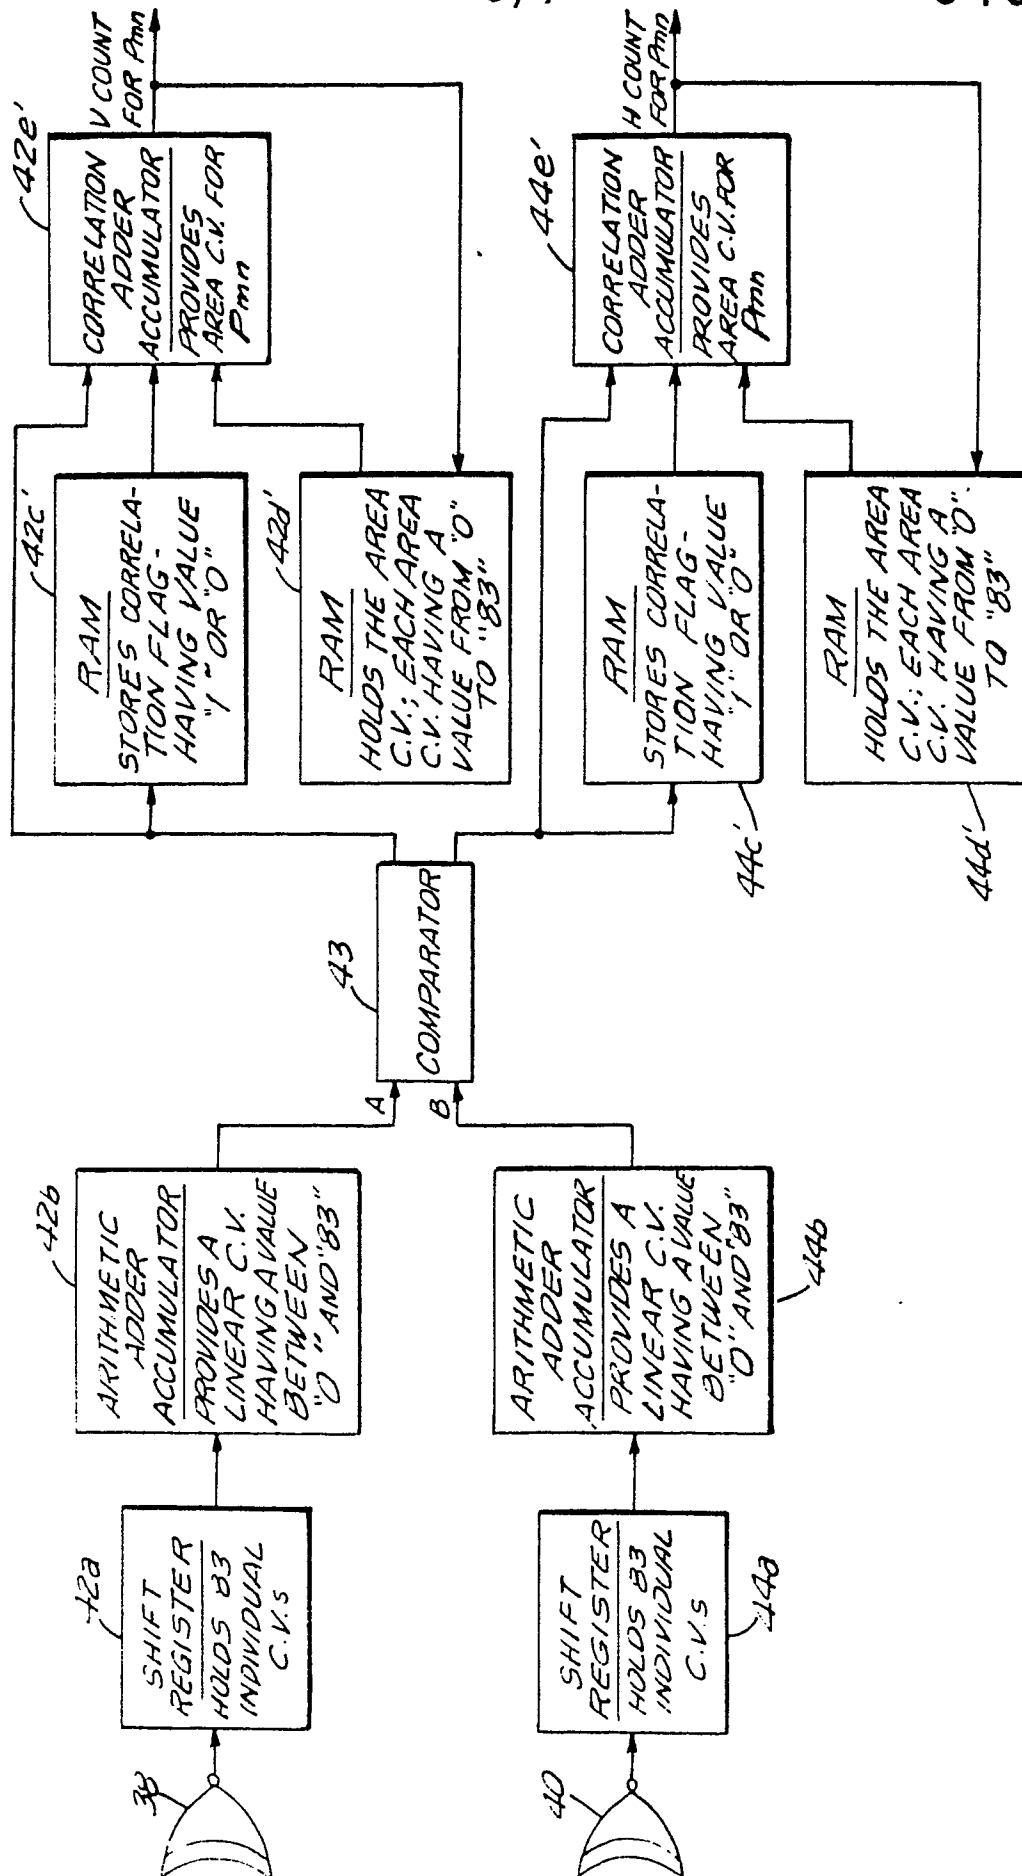 38
42a
SHIFT
REGISTER
HOLDS 83
INDIVIDUAL
C.V.S
42b
ARITHMETIC
ADDER
ACCUMULATOR
PROVIDES A
LINEAR C.V.
HAVING A VALUE
BETWEEN
"0" AND "83"
40
SHIFT
REGISTER
HOLDS 83
INDIVIDUAL
C.V.S
44a
ARITHMETIC
ADDER
ACCUMULATOR
PROVIDES A
LINEAR C.V.
HAVING A VALUE
BETWEEN
"0" AND "83"
44b
A
B
43
COMPARATOR
42c'
RAM
STORES CORRELA-
TION FLAG-
HAVING VALUE
"1" OR "0"
42d'
RAM
HOLDS THE AREA
C.V.; EACH AREA
C.V. HAVING A
VALUE FROM "0"
TO "83"
42e'
CORRELATION
ADDER
ACCUMULATOR
PROVIDES
AREA C.V. FOR
Pmn
V COUNT
FOR Pmn
RAM
STORES CORRELA-
TION FLAG-
HAVING VALUE
"1" OR "0"
44c'
RAM
HOLDS THE AREA
C.V.; EACH AREA
C.V. HAVING A
VALUE FROM "0".
TO "83"
44d'
44e'
CORRELATION
ADDER
ACCUMULATOR
PROVIDES
AREA C.V. FOR
Pmn
H COUNT
FOR Pmn